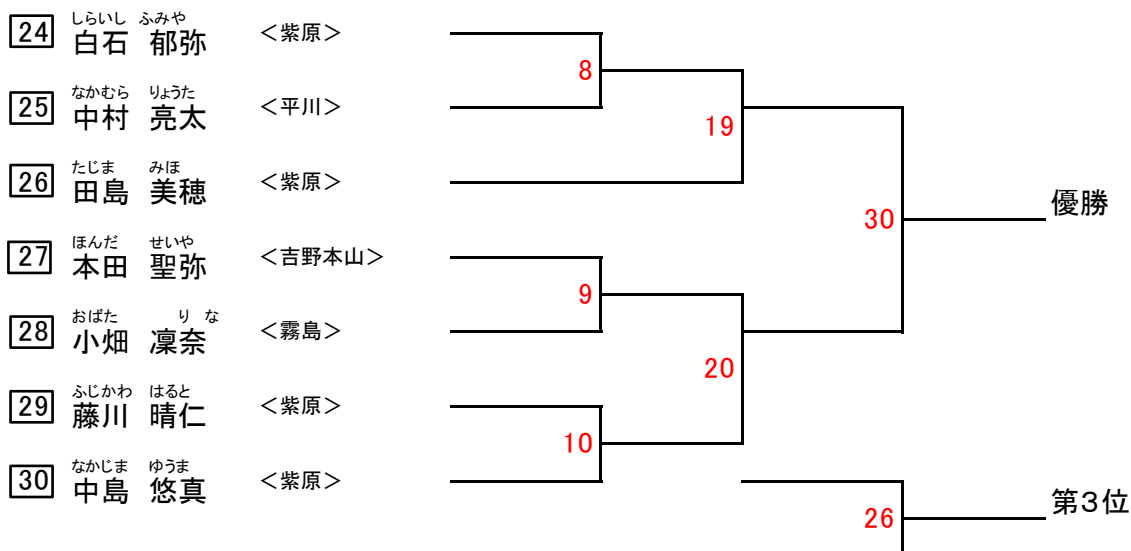 しらいし ふみや
24 白石 郁弥 <紫原>
8
なかむら りょうた
25 中村 亮太 <平川>
19
たじま みほ
26 田島 美穂 <紫原>
優勝
30
ほんだ せいや
27 本田 聖弥 <吉野本山>
9
おばた りな
28 小畑 凜奈 <霧島>
20
ふじかわ はると
29 藤川 晴仁 <紫原>
10
なかじま ゆうま
30 中島 悠真 <紫原>
第3位
26